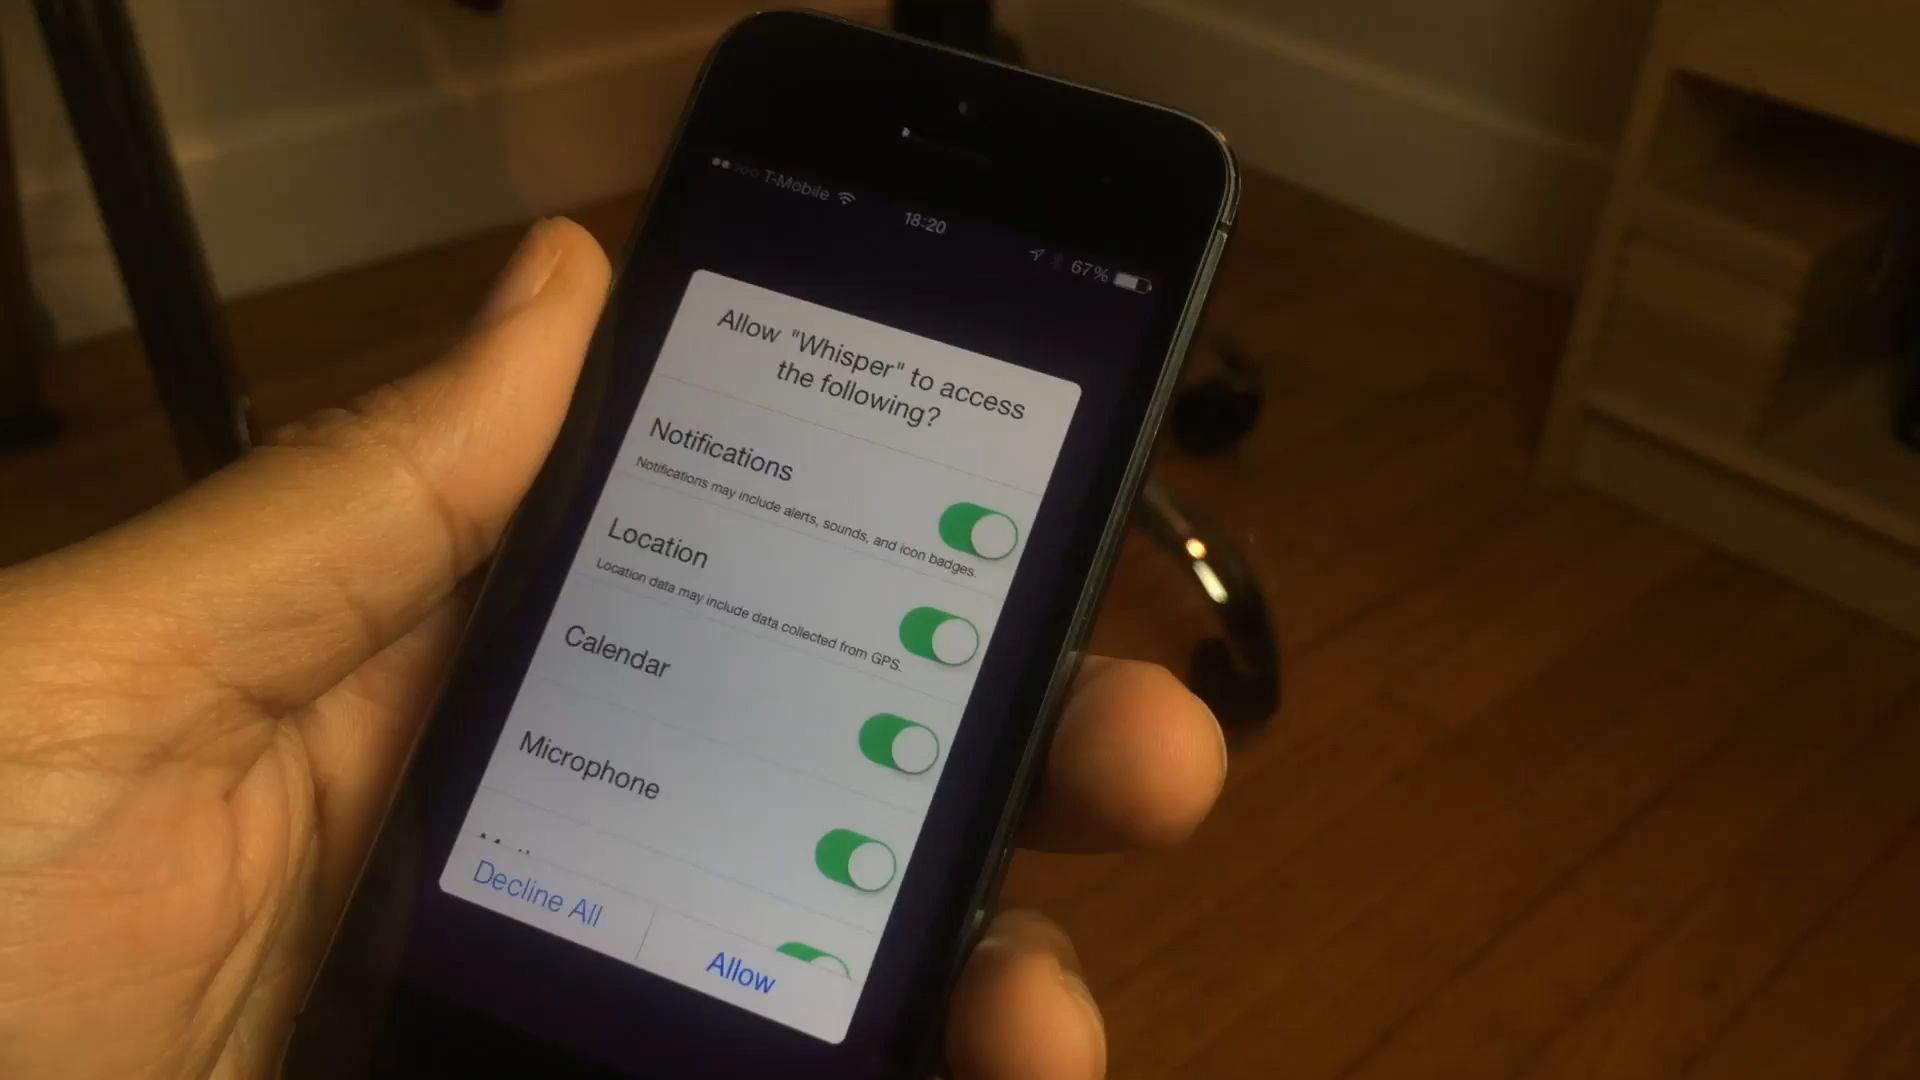 T-Mobile
18:20
67%
Allow "Whisper" to access
the following?
Notifications
Notifications may include alerts, sounds, and icon badges.
Location
Location data may include data collected from GPS.
Calendar
Microphone
Decline All
Allow